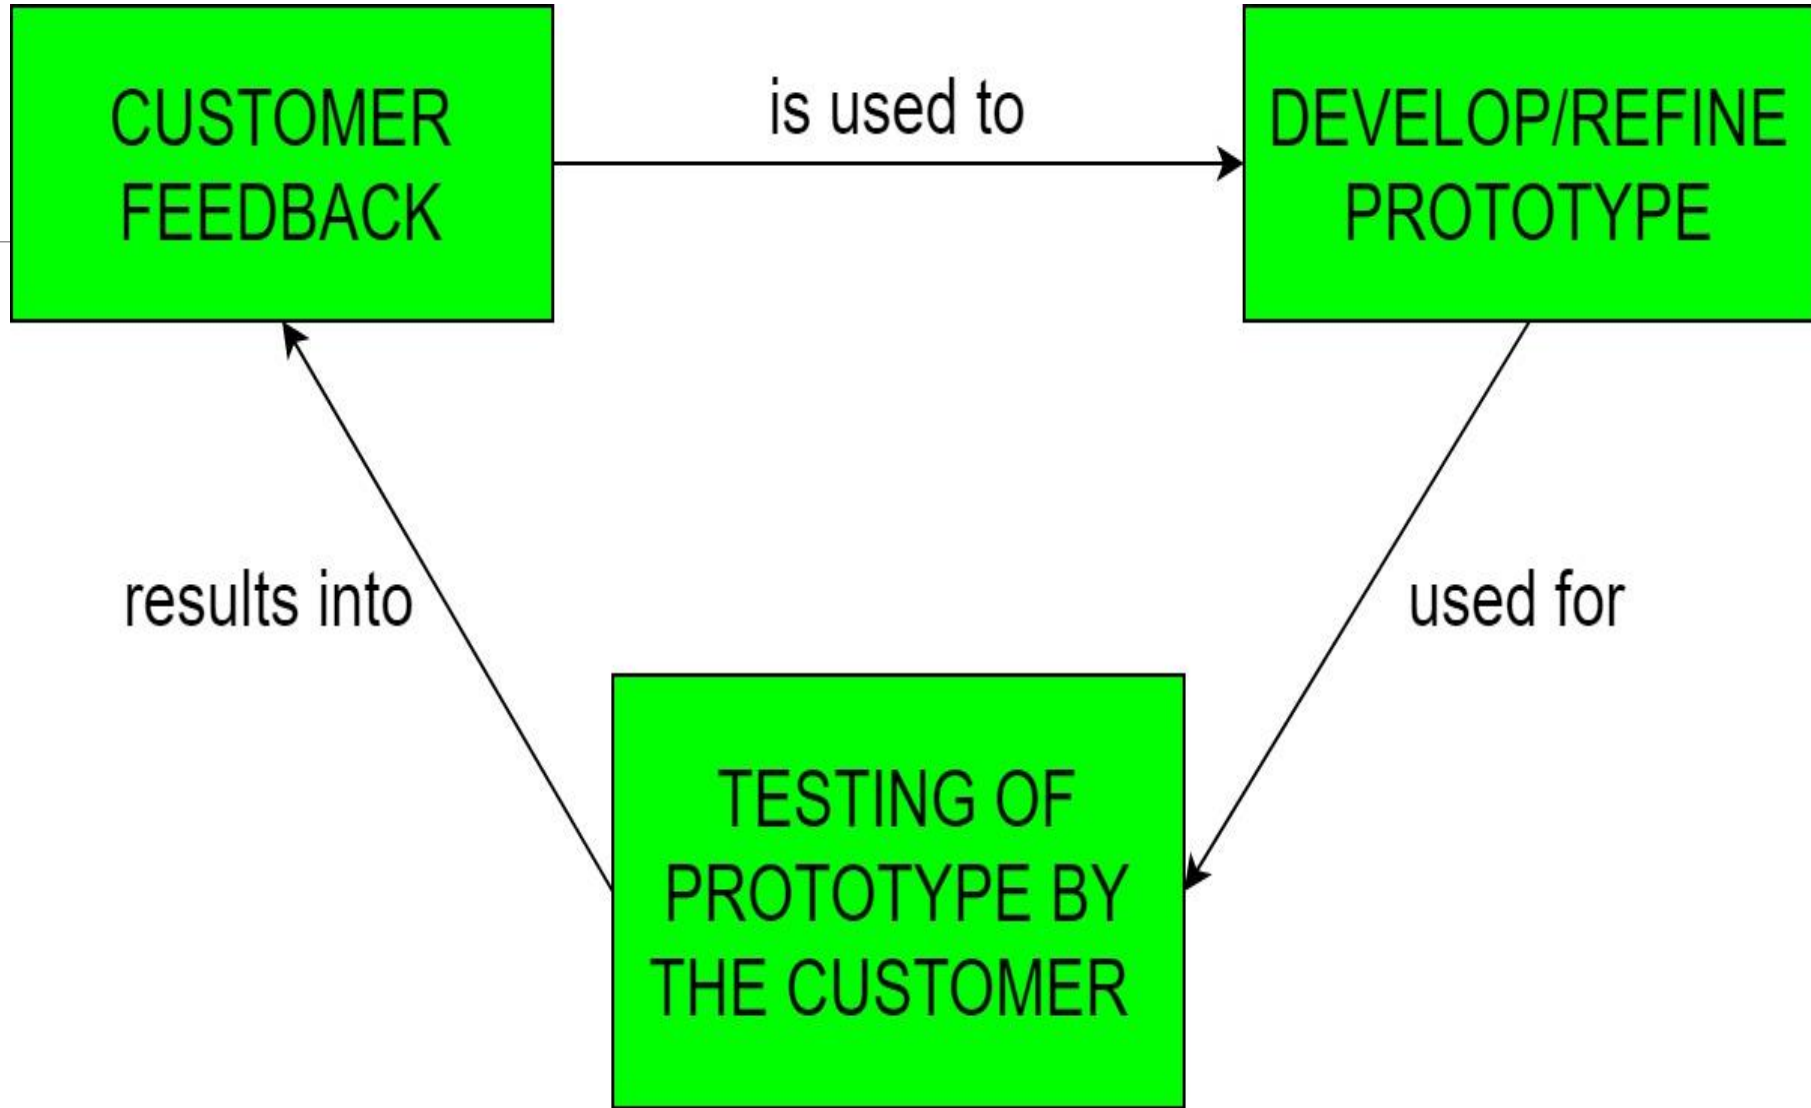 CUSTOMER
FEEDBACK
is used to
DEVELOP/REFINE
PROTOTYPE
results into
used for
TESTING OF
PROTOTYPE BY
THE CUSTOMER